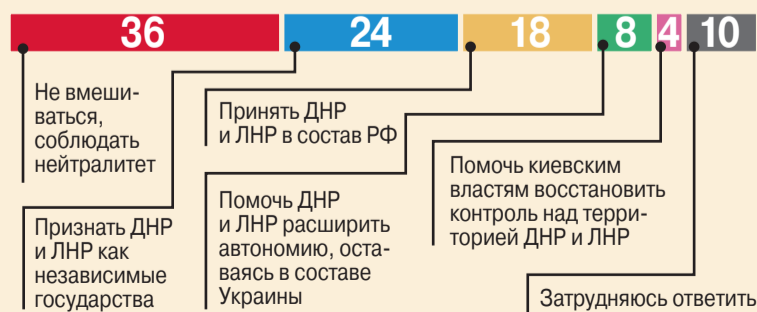 36 24 18 8 4 10
Не вмеши-
ваться,
соблюдать
нейтралитет
Признать ДНР
и ЛНР как
независимые
государства
Принять ДНР
и ЛНР в состав РФ
Помочь ДНР
и ЛНР расширить
автономию, оста-
ваясь в составе
Украины
Помочь киевским
властям восстановить
контроль над терри-
торией ДНР и ЛНР
Затрудняюсь ответить